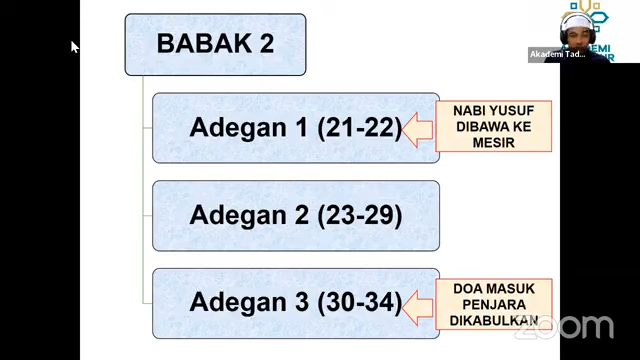 BABAK 2
Adegan 1 (21-22)
NABI YUSUF
DIBAWA KE
MESIR
Adegan 2 (23-29)
Adegan 3 (30-34)
DOA MASUK
PENJARA
DIKABULKAN
Akademi Tad...
zoom